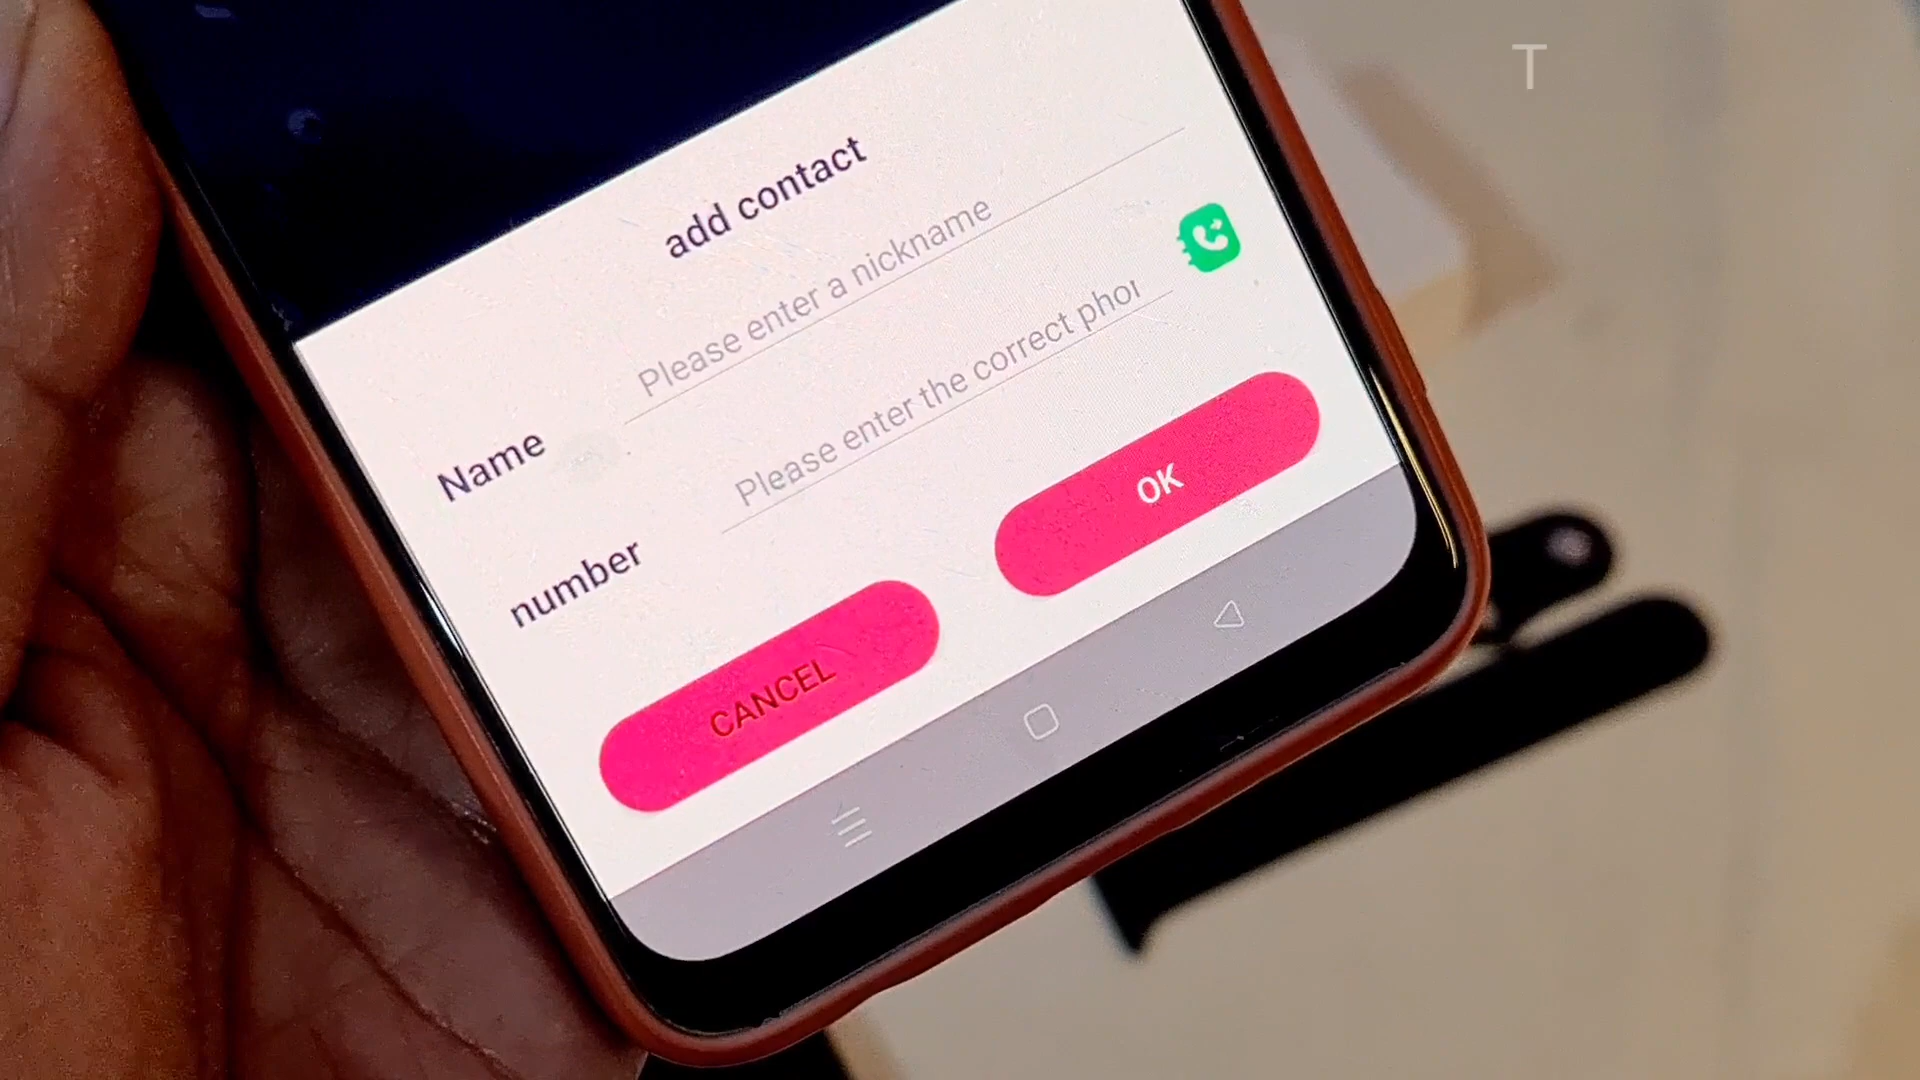 T
add contact
Name Please enter a nickname
number Please enter the correct phor
CANCEL OK